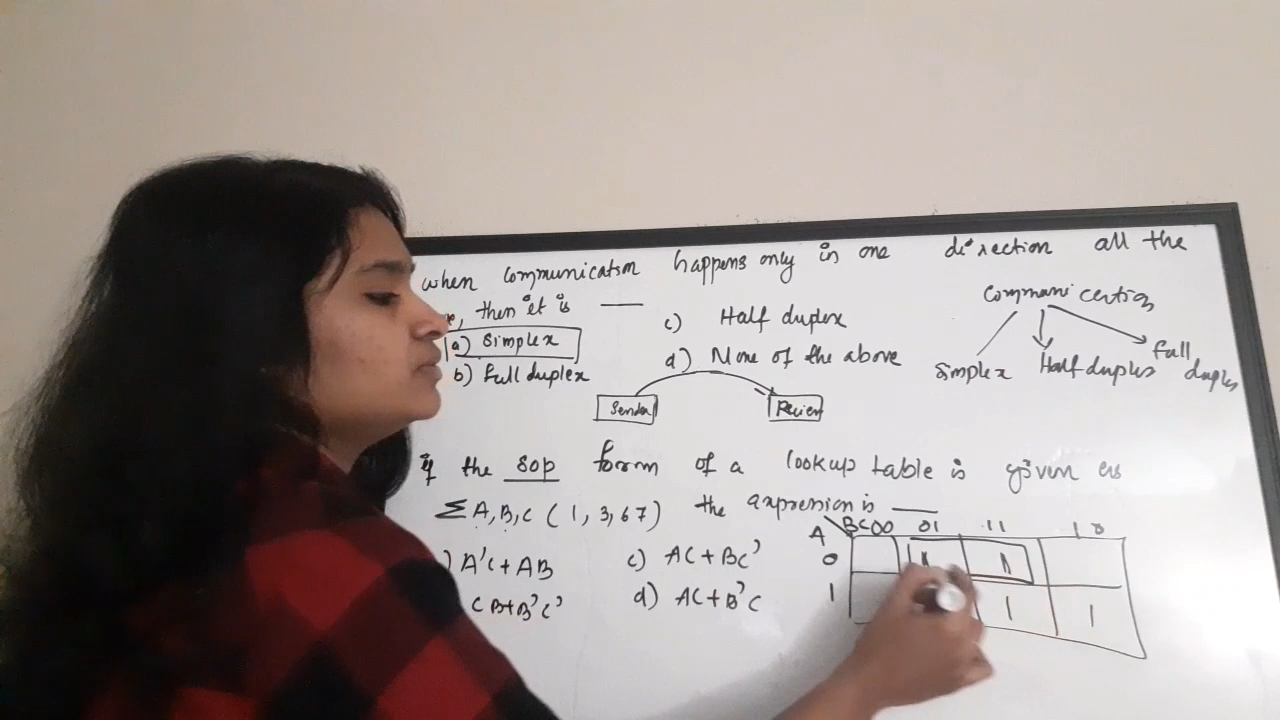 when communication happens only in one direction all the
, then it is ___
a) Simplex
b) full duplex
c) Half duplex
d) None of the above
Communication
Simplex Half duplex full duplex
Sender
if the SOP form of a lookup table is given as
Σ A, B, C ( 1, 3, 6 7 ) the expression is ___
) A'C + AB
CB + B'C'
c) AC + BC'
d) AC + B'C
A BC 00 01 11 10
0 1 1
1 1 1